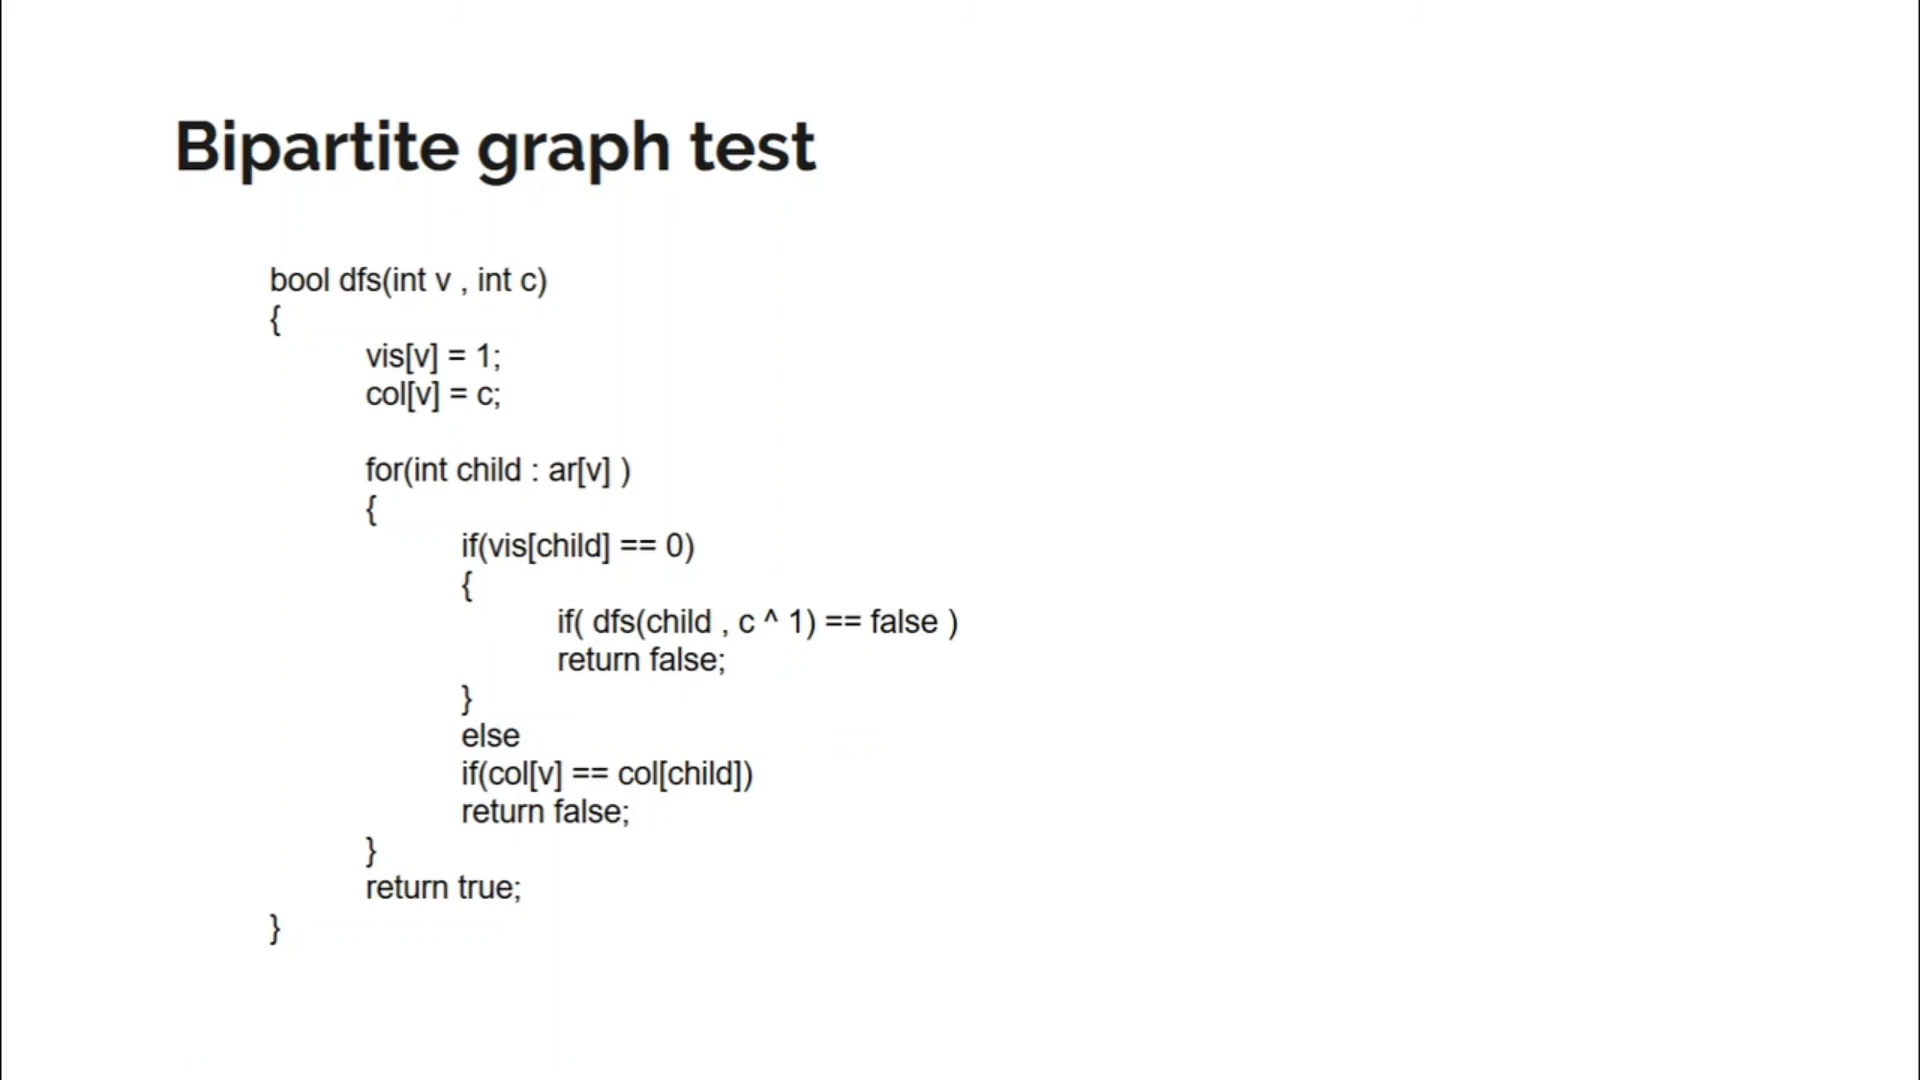 Bipartite graph test
bool dfs(int v , int c)
{
vis[v] = 1;
col[v] = c;
for(int child : ar[v] )
{
if(vis[child] == 0)
{
if( dfs(child , c ^ 1) == false )
return false;
}
else
if(col[v] == col[child])
return false;
}
return true;
}